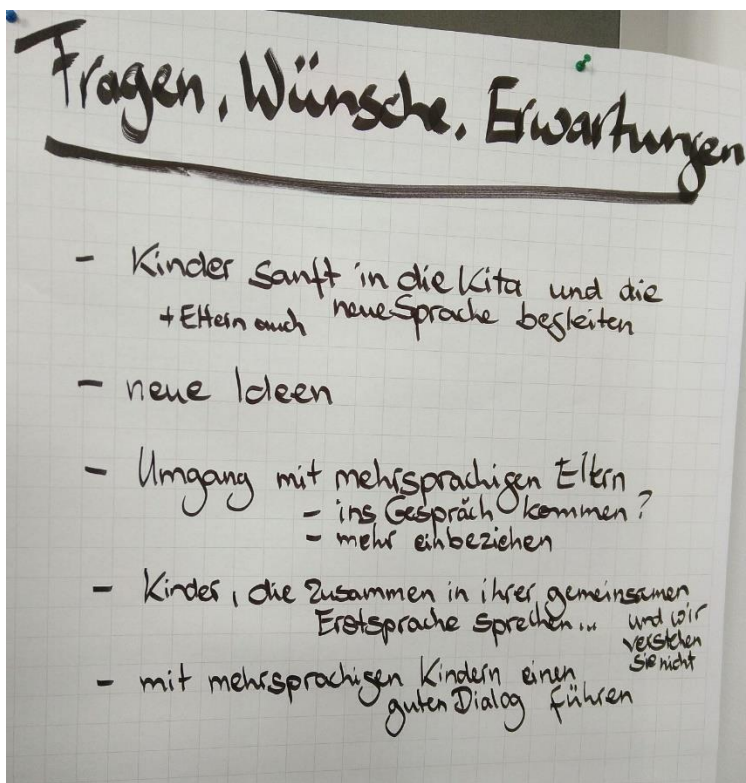 Fragen, Wünsche, Erwartungen
- Kinder sanft in die Kita und die
+ Eltern auch neue Sprache begleiten
- neue Ideen
- Umgang mit mehrsprachigen Eltern
- ins Gespräch kommen?
- mehr einbeziehen
- Kinder, die zusammen in ihrer gemeinsamen
Erstsprache sprechen... und wir
verstehen
sie nicht
- mit mehrsprachigen Kindern einen
guten Dialog führen